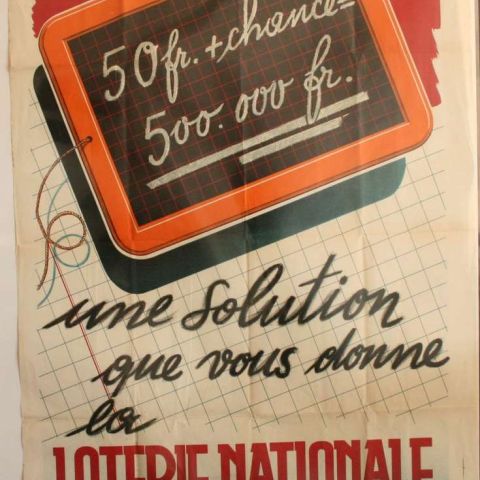 50 fr. + chance =
500.000 fr.
une solution
que vous donne
la
LOTERIE NATIONALE